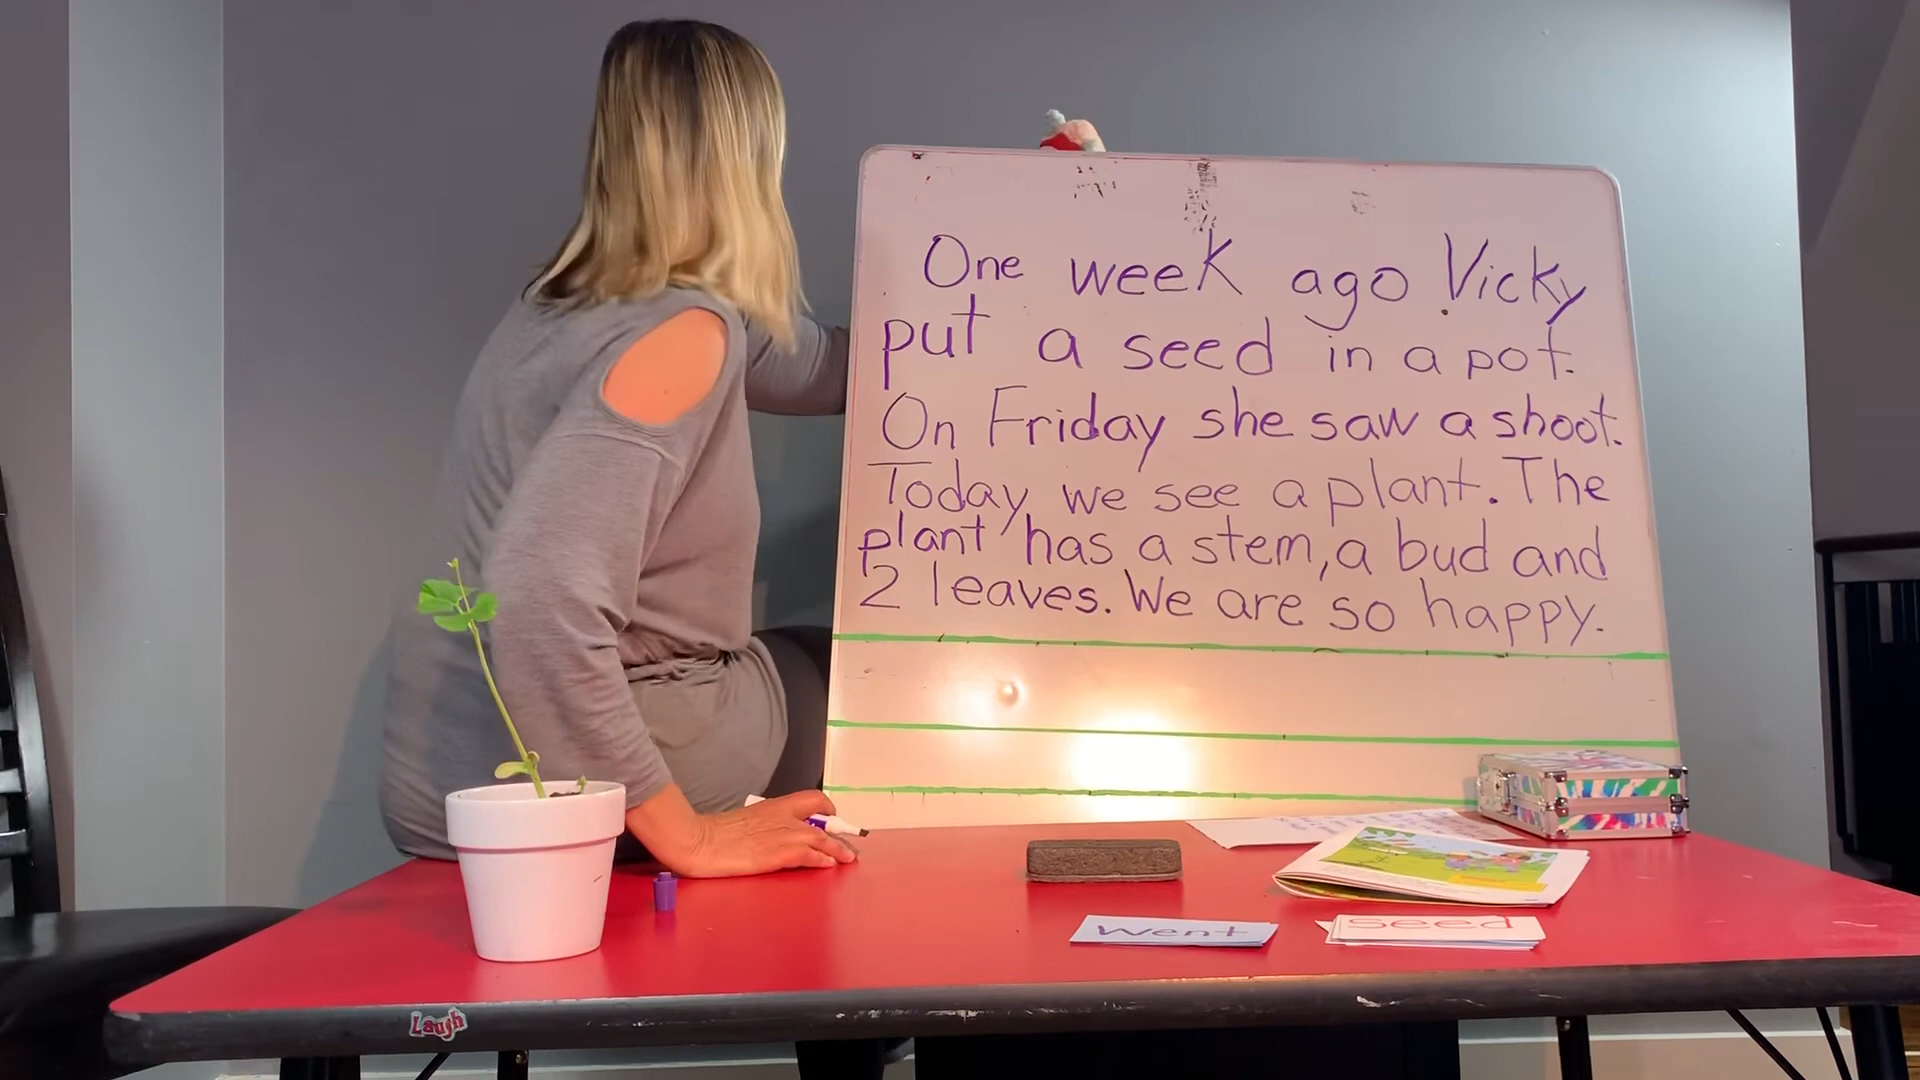 One week ago Vicky
put a seed in a pot.
On Friday she saw a shoot.
Today we see a plant. The
plant has a stem, a bud and
2 leaves. We are so happy.
went
seed
Laugh